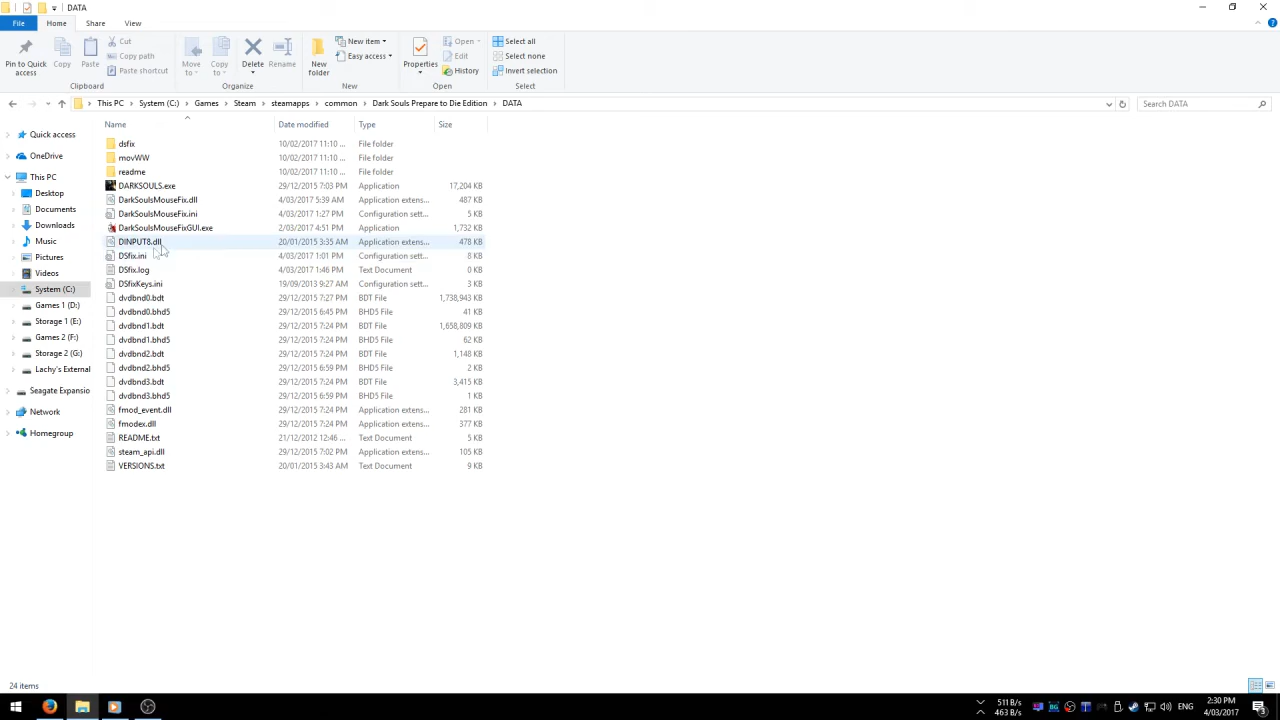 DATA
File Home Share View
Pin to Quick access
Copy
Paste
Cut
Copy path
Paste shortcut
Clipboard
Move to
Copy to
Delete
Rename
Organize
New folder
New item
Easy access
New
Properties
Open
Edit
History
Open
Select all
Select none
Invert selection
Select
This PC System (C:) Games Steam steamapps common Dark Souls Prepare to Die Edition DATA
Search DATA
Quick access
OneDrive
This PC
Desktop
Documents
Downloads
Music
Pictures
Videos
System (C:)
Games 1 (D:)
Storage 1 (E:)
Games 2 (F:)
Storage 2 (G:)
Lachy's External
Seagate Expansio
Network
Homegroup
Name Date modified Type Size
dsfix 10/02/2017 11:10 ... File folder
movWW 10/02/2017 11:10 ... File folder
readme 10/02/2017 11:10 ... File folder
DARKSOULS.exe 29/12/2015 7:03 PM Application 17,204 KB
DarkSoulsMouseFix.dll 4/03/2017 5:39 AM Application extens... 487 KB
DarkSoulsMouseFix.ini 4/03/2017 1:27 PM Configuration sett... 5 KB
DarkSoulsMouseFixGUI.exe 2/03/2017 4:51 PM Application 1,732 KB
DINPUT8.dll 20/01/2015 3:35 AM Application extens... 478 KB
DSfix.ini 4/03/2017 1:01 PM Configuration sett... 8 KB
DSfix.log 4/03/2017 1:46 PM Text Document 0 KB
DSfixKeys.ini 19/09/2013 9:27 AM Configuration sett... 3 KB
dvdbnd0.bdt 29/12/2015 7:27 PM BDT File 1,738,943 KB
dvdbnd0.bhd5 29/12/2015 6:45 PM BHD5 File 41 KB
dvdbnd1.bdt 29/12/2015 7:24 PM BDT File 1,658,809 KB
dvdbnd1.bhd5 29/12/2015 7:24 PM BHD5 File 62 KB
dvdbnd2.bdt 29/12/2015 7:24 PM BDT File 1,148 KB
dvdbnd2.bhd5 29/12/2015 6:59 PM BHD5 File 2 KB
dvdbnd3.bdt 29/12/2015 7:24 PM BDT File 3,415 KB
dvdbnd3.bhd5 29/12/2015 6:59 PM BHD5 File 1 KB
fmod_event.dll 29/12/2015 7:24 PM Application extens... 281 KB
fmodex.dll 29/12/2015 7:24 PM Application extens... 377 KB
README.txt 21/12/2012 12:46 ... Text Document 5 KB
steam_api.dll 29/12/2015 7:02 PM Application extens... 105 KB
VERSIONS.txt 20/01/2015 3:43 AM Text Document 9 KB
24 items
511 B/s
463 B/s
ENG
2:30 PM
4/03/2017